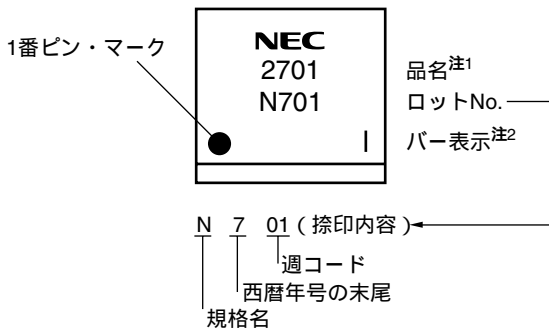 1番ピン・マーク
NEC
2701
N701
品名注1
ロットNo.
バー表示注2
N 7 01(捺印内容)
週コード
西暦年号の末尾
規格名